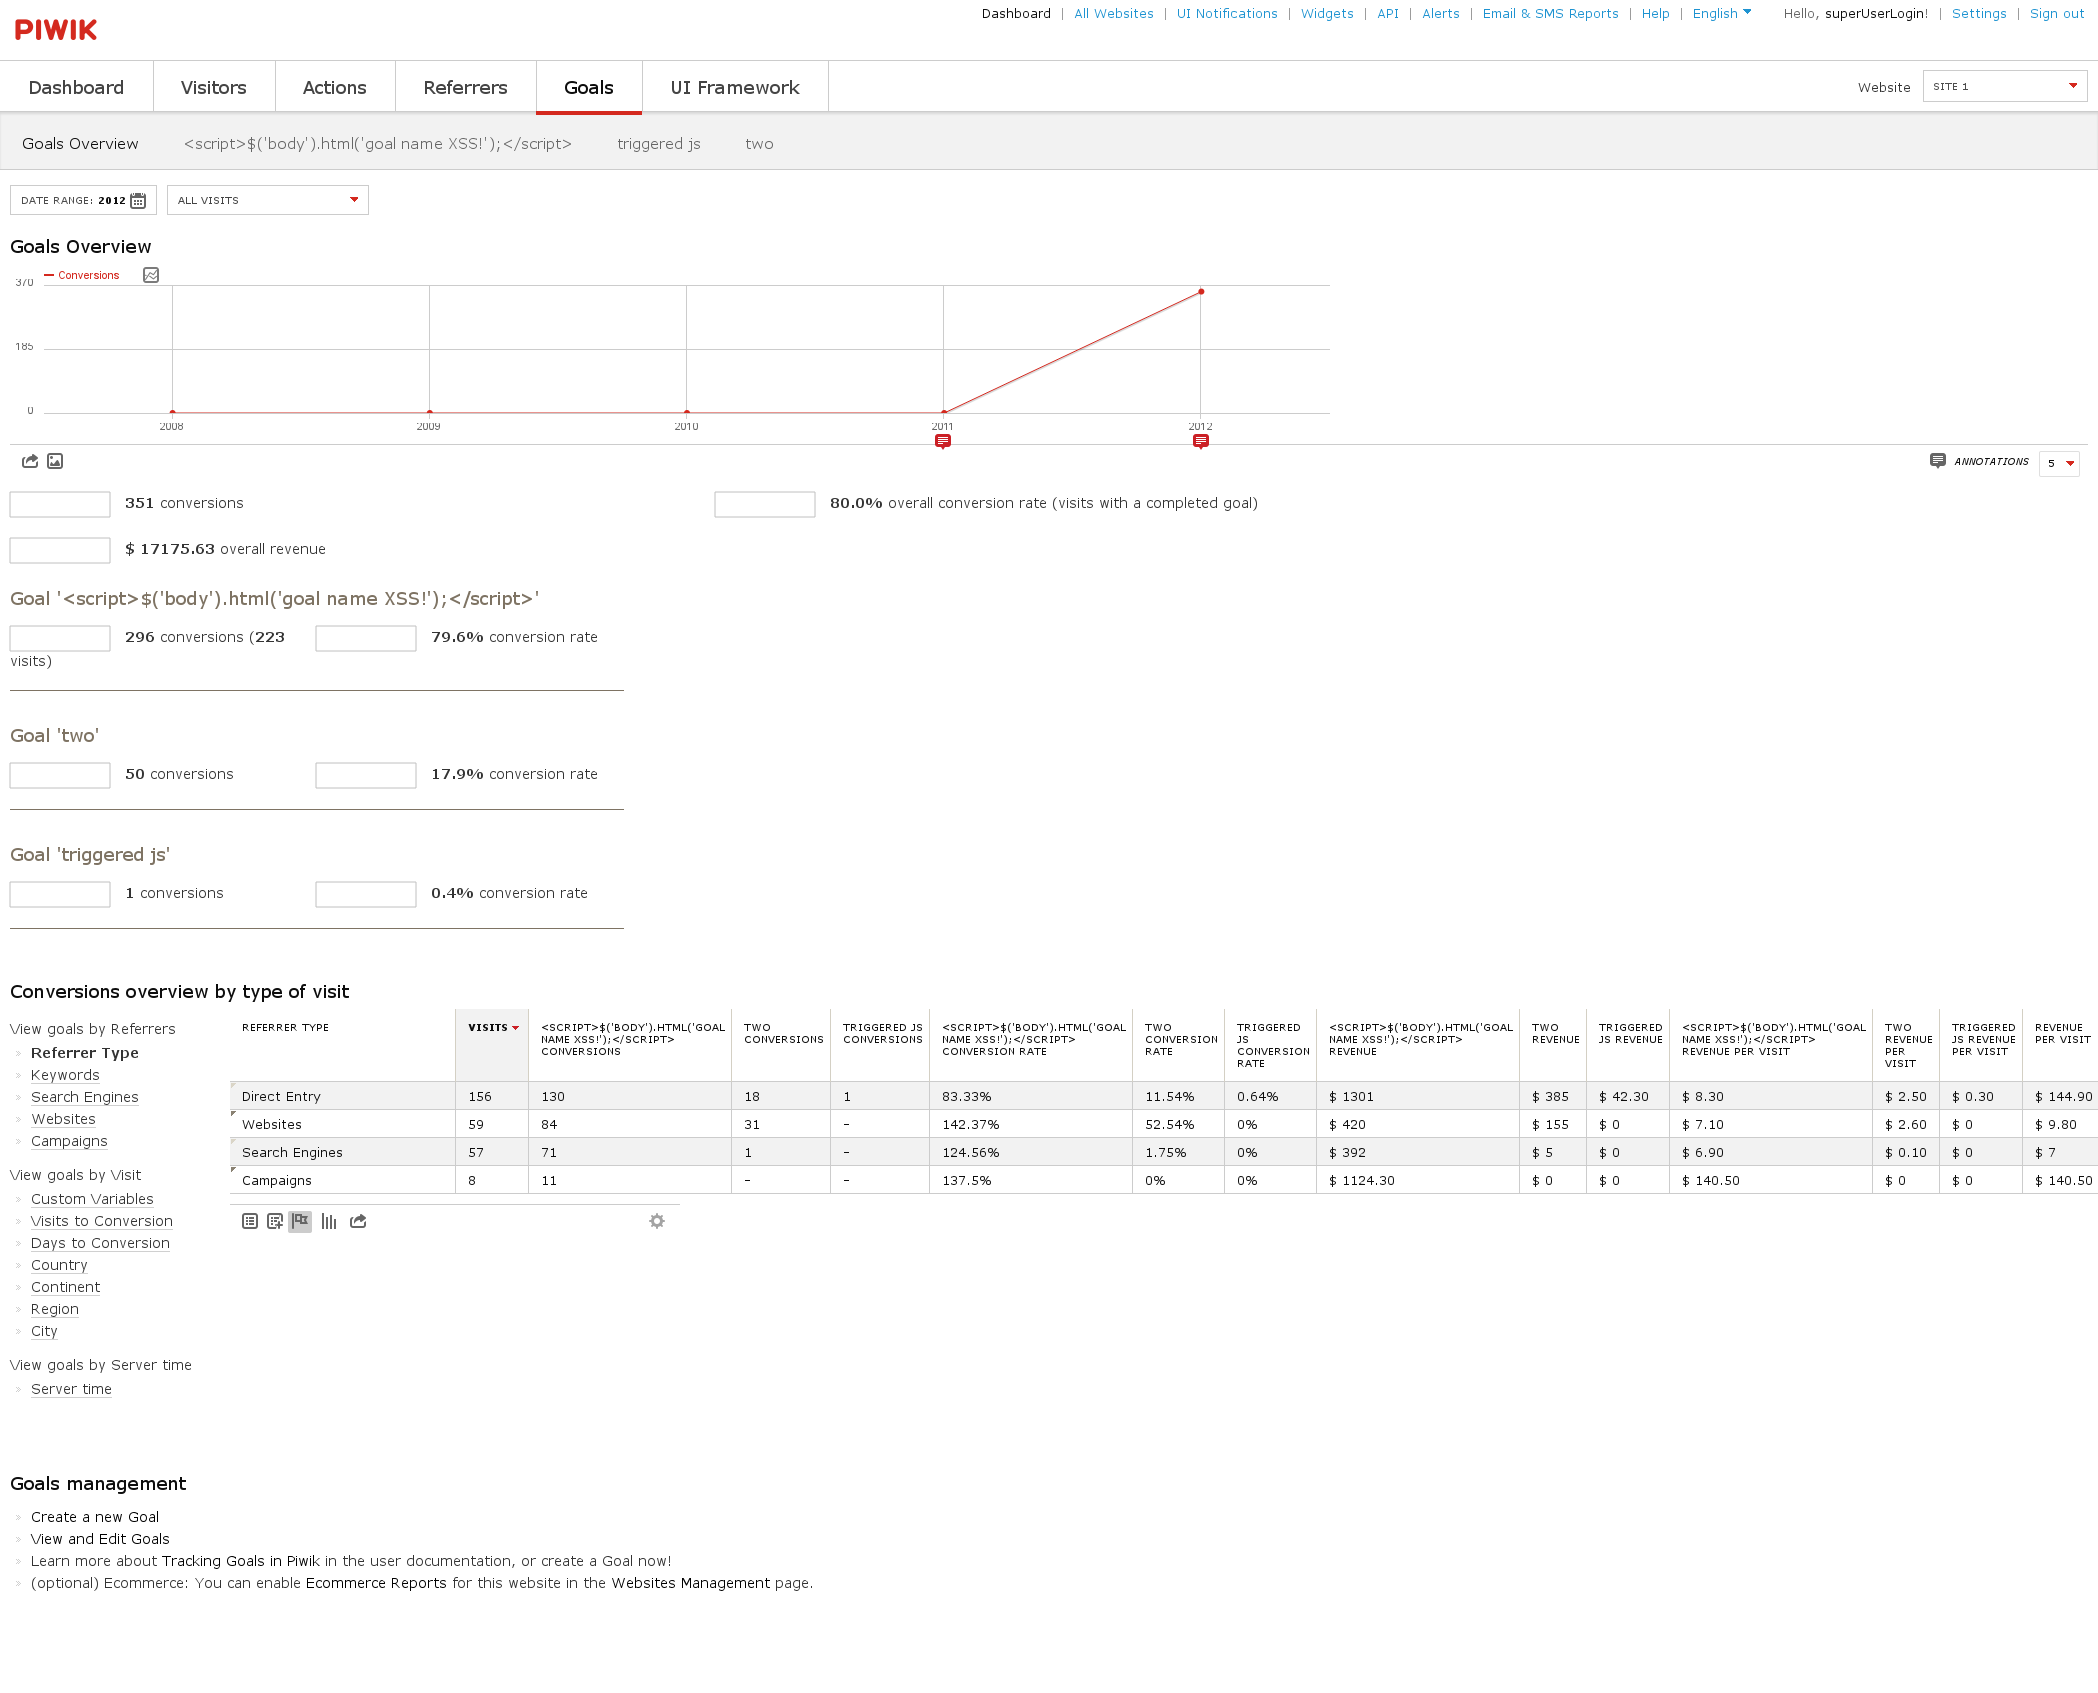 PIWIK
Dashboard | All Websites | UI Notifications | Widgets | API | Alerts | Email & SMS Reports | Help | English Hello, superUserLogin! | Settings | Sign out
Dashboard Visitors Actions Referrers Goals UI Framework Website SITE 1
Goals Overview <script>$('body').html('goal name XSS!');</script> triggered js two
DATE RANGE: 2012 ALL VISITS
Goals Overview
Conversions
370
185
0
2008 2009 2010 2011 2012
ANNOTATIONS 5
351 conversions 80.0% overall conversion rate (visits with a completed goal)
$ 17175.63 overall revenue
Goal '<script>$('body').html('goal name XSS!');</script>'
296 conversions (223 79.6% conversion rate
visits)
Goal 'two'
50 conversions 17.9% conversion rate
Goal 'triggered js'
1 conversions 0.4% conversion rate
Conversions overview by type of visit
View goals by Referrers
» Referrer Type
» Keywords
» Search Engines
» Websites
» Campaigns
View goals by Visit
» Custom Variables
» Visits to Conversion
» Days to Conversion
» Country
» Continent
» Region
» City
View goals by Server time
» Server time
REFERRER TYPE VISITS <SCRIPT>$('BODY').HTML('GOAL TWO TRIGGERED JS <SCRIPT>$('BODY').HTML('GOAL TWO TRIGGERED <SCRIPT>$('BODY').HTML('GOAL TWO TRIGGERED <SCRIPT>$('BODY').HTML('GOAL TWO TRIGGERED REVENUE
NAME XSS!');</SCRIPT> CONVERSIONS CONVERSIONS NAME XSS!');</SCRIPT> CONVERSION JS NAME XSS!');</SCRIPT> REVENUE JS REVENUE NAME XSS!');</SCRIPT> REVENUE JS REVENUE PER VISIT
CONVERSIONS CONVERSION RATE RATE CONVERSION REVENUE REVENUE PER VISIT PER PER VISIT
RATE VISIT
Direct Entry 156 130 18 1 83.33% 11.54% 0.64% $ 1301 $ 385 $ 42.30 $ 8.30 $ 2.50 $ 0.30 $ 144.90
Websites 59 84 31 - 142.37% 52.54% 0% $ 420 $ 155 $ 0 $ 7.10 $ 2.60 $ 0 $ 9.80
Search Engines 57 71 1 - 124.56% 1.75% 0% $ 392 $ 5 $ 0 $ 6.90 $ 0.10 $ 0 $ 7
Campaigns 8 11 - - 137.5% 0% 0% $ 1124.30 $ 0 $ 0 $ 140.50 $ 0 $ 0 $ 140.50
Goals management
» Create a new Goal
» View and Edit Goals
» Learn more about Tracking Goals in Piwik in the user documentation, or create a Goal now!
» (optional) Ecommerce: You can enable Ecommerce Reports for this website in the Websites Management page.